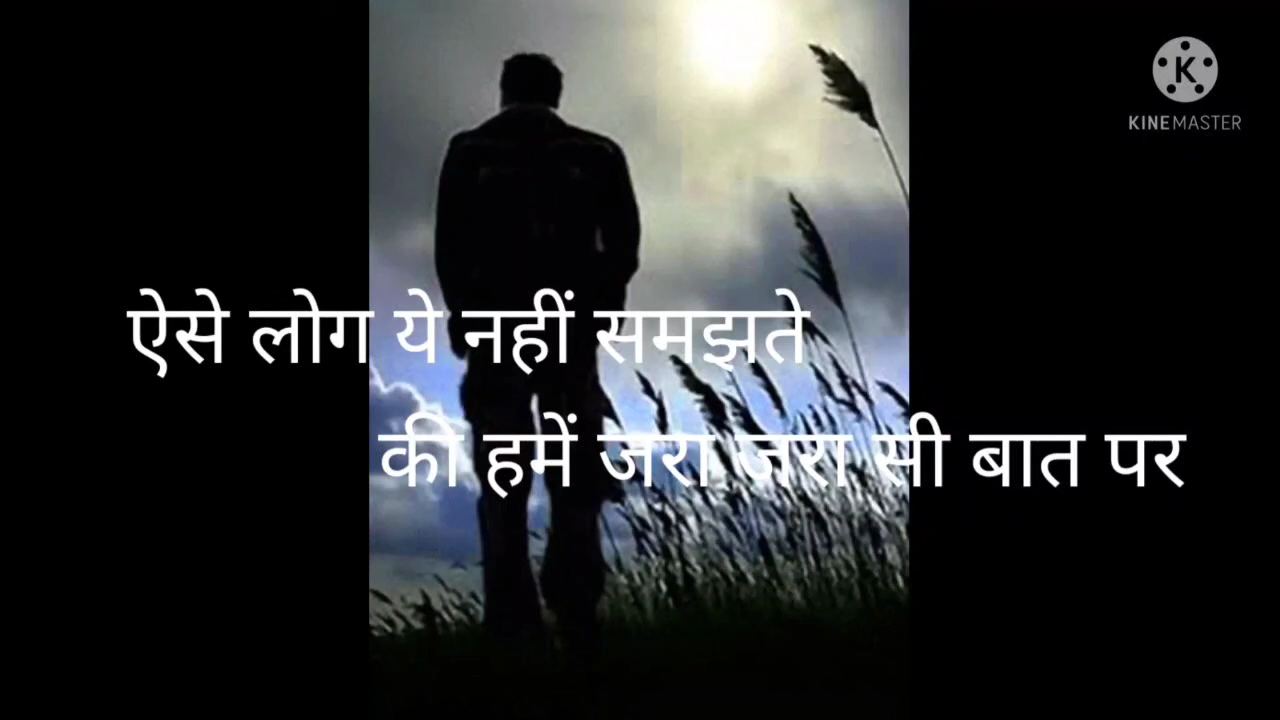 KINEMASTER
ऐसे लोग ये नहीं समझते
की हमें जरा जरा सी बात पर